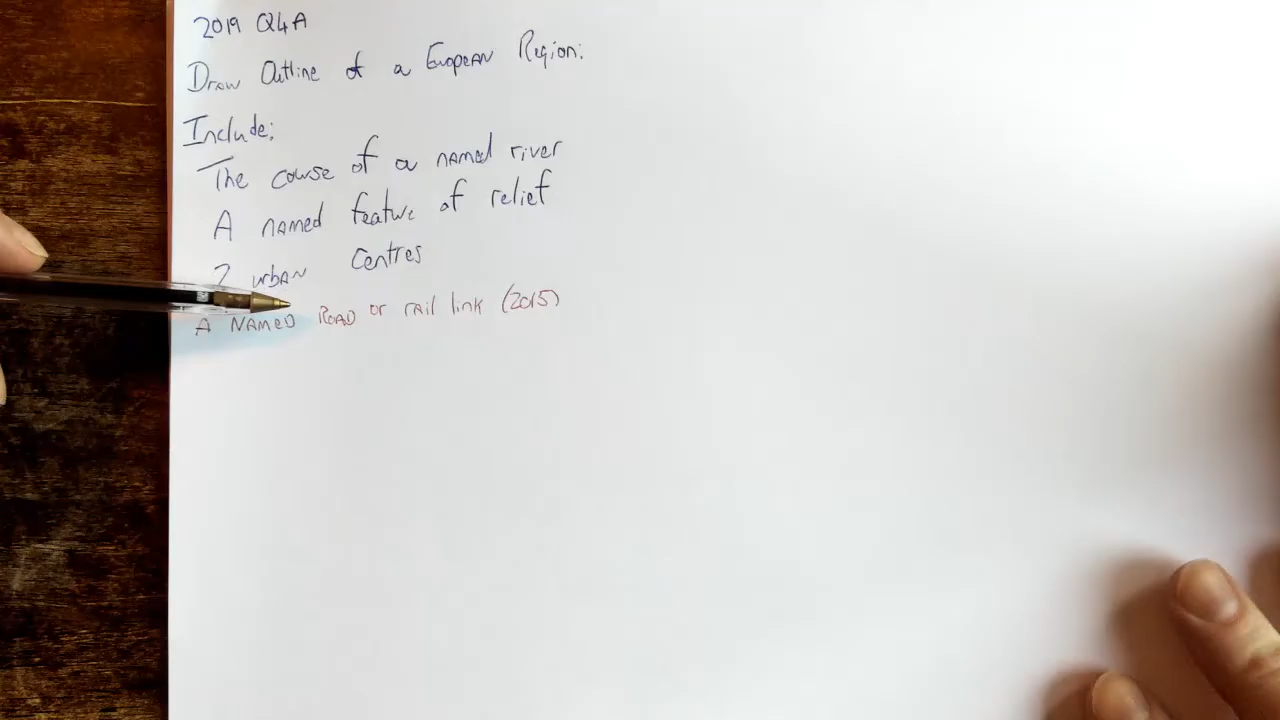 2019 Q4A
Draw Outline of a European Region:
Include:
The course of a named river
A named feature of relief
2 urban centres
A NAMED ROAD or rail link (2015)